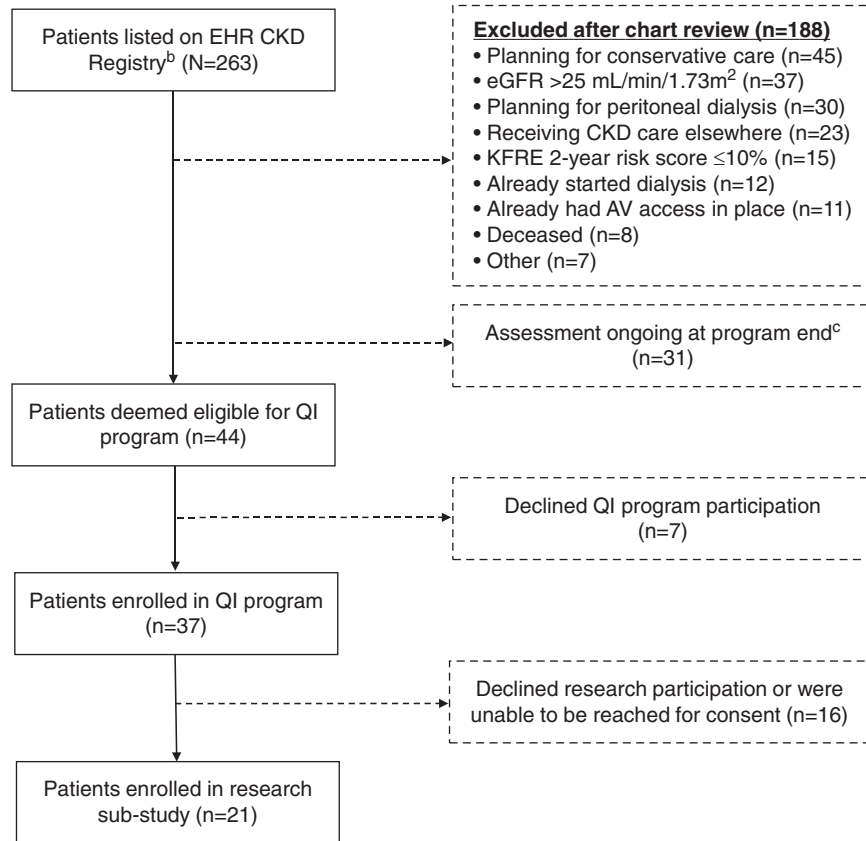 Patients listed on EHR CKD
Registryᵇ (N=263)
Excluded after chart review (n=188)
• Planning for conservative care (n=45)
• eGFR >25 mL/min/1.73m² (n=37)
• Planning for peritoneal dialysis (n=30)
• Receiving CKD care elsewhere (n=23)
• KFRE 2-year risk score ≤10% (n=15)
• Already started dialysis (n=12)
• Already had AV access in place (n=11)
• Deceased (n=8)
• Other (n=7)
Assessment ongoing at program endᶜ
(n=31)
Patients deemed eligible for QI
program (n=44)
Declined QI program participation
(n=7)
Patients enrolled in QI program
(n=37)
Declined research participation or were
unable to be reached for consent (n=16)
Patients enrolled in research
sub-study (n=21)